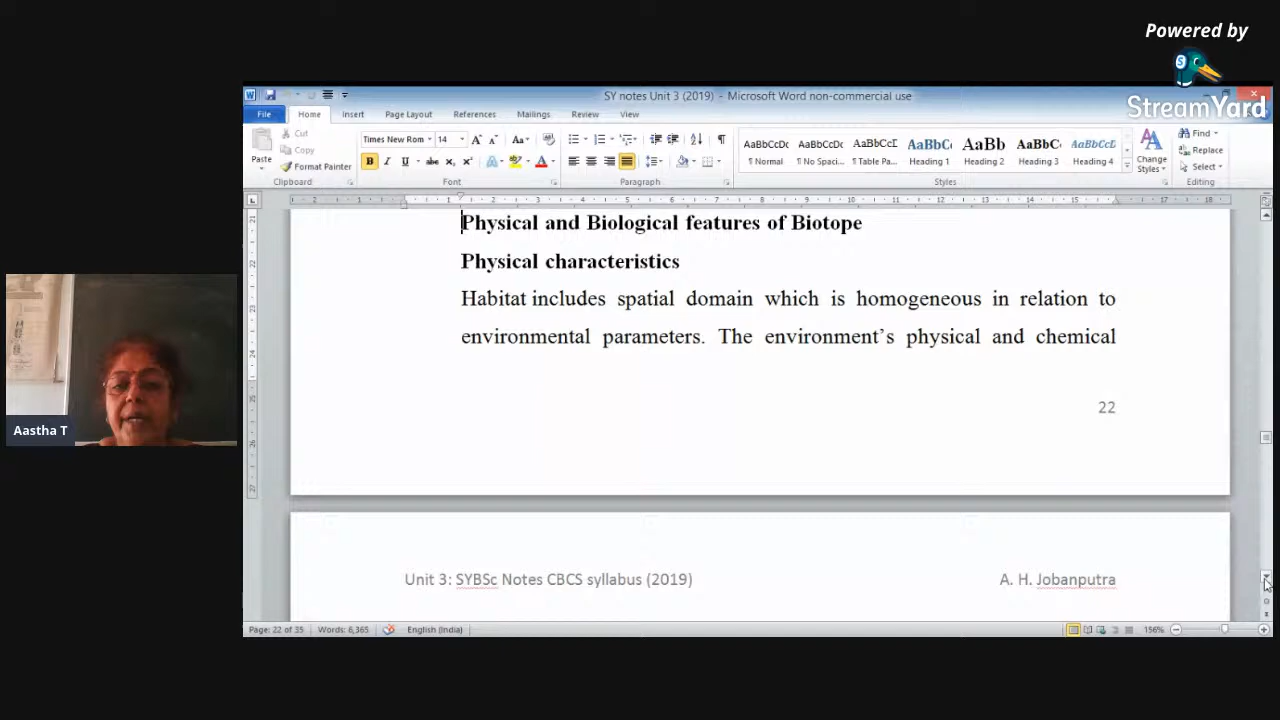 Powered by
StreamYard
SY notes Unit 3 (2019) - Microsoft Word non-commercial use
File Home Insert Page Layout References Mailings Review View
Paste
Cut
Copy
Format Painter
Clipboard
Times New Rom 14
Font
Paragraph
AaBbCcDc AaBbCcDc AaBbCcD AaBbC AaBb AaBbC AaBbCcD
¶ Normal ¶ No Spaci... ¶ Table Pa... Heading 1 Heading 2 Heading 3 Heading 4
Change
Styles
Styles
Find
Replace
Select
Editing
Physical and Biological features of Biotope
Physical characteristics
Habitat includes spatial domain which is homogeneous in relation to
environmental parameters. The environment's physical and chemical
22
Unit 3: SYBSc Notes CBCS syllabus (2019) A. H. Jobanputra
Page: 22 of 35 Words: 6,365 English (India) 156%
Aastha T